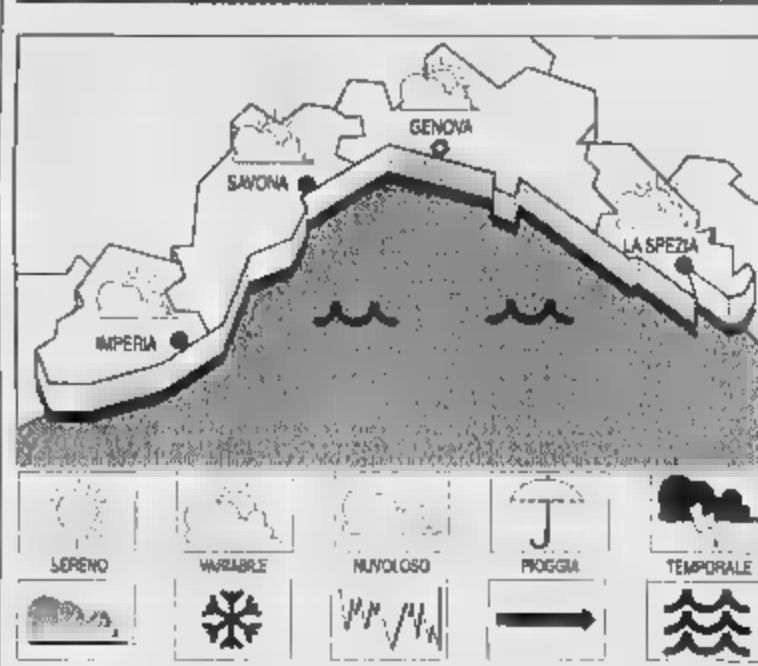 GENOVA
SAVONA
LA SPEZIA
IMPERIA
SERENO
VARIABILE
NUVOLOSO
PIOGGIA
TEMPORALE